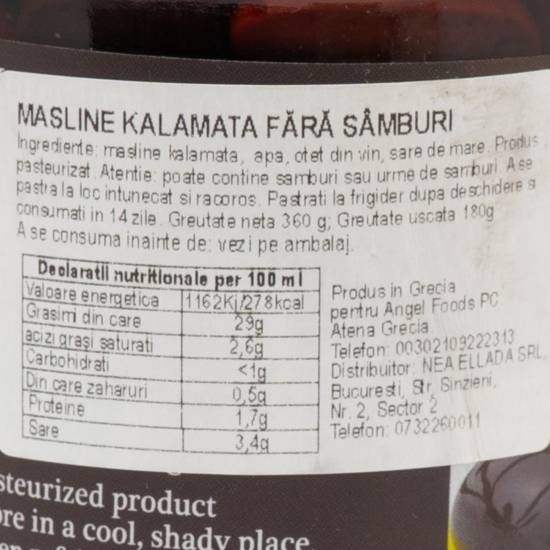 MASLINE KALAMATA FĂRĂ SÂMBURI
Ingrediente: masline kalamata, apa, otet din vin, sare de mare. Produs
pasteurizat. Atentie: poate contine samburi sau urme de samburi. A se
pastra la loc intunecat si racoros. Pastrati la frigider dupa deschidere si
consumati in 14 zile. Greutate neta 360 g; Greutate uscata 180g
A se consuma inainte de: vezi pe ambalaj.
Declaratii nutritionale per 100 ml
Valoare energetica 1162Kj/278kcal
Grasimi din care 29g
acizi grași saturati 2,6g
Carbohidrati <1g
Din care zaharuri 0,5g
Proteine 1,7g
Sare 3,4g
Produs in Grecia
pentru Angel Foods PC
Atena Grecia
Telefon: 00302109222313
Distribuitor: NEA ELLADA SRL,
Bucuresti, Str. Sinzieni,
Nr. 2, Sector 2
Telefon: 0732260011
steurized product
ore in a cool, shady place